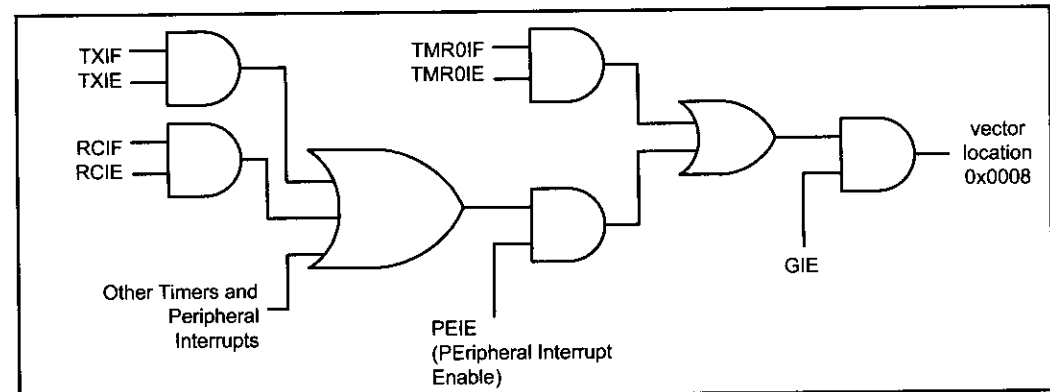 TXIF
TXIE
RCIF
RCIE
Other Timers and
Peripheral
Interrupts
TMR0IF
TMR0IE
PEIE
(PEripheral Interrupt
Enable)
GIE
vector
location
0x0008